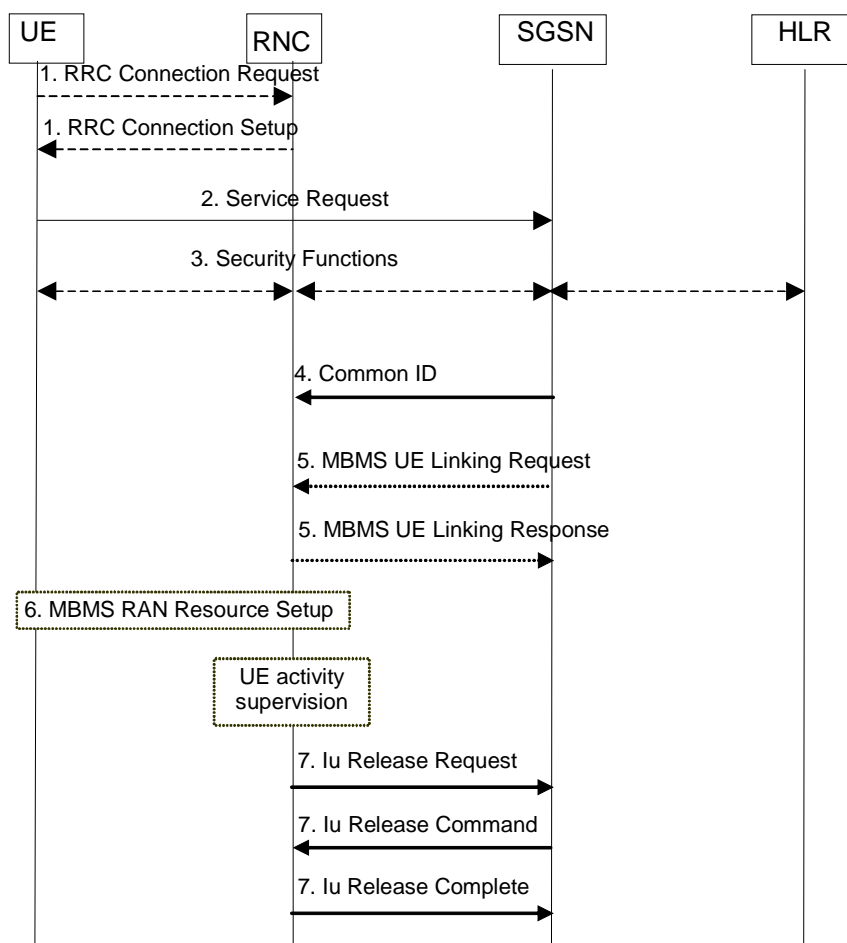 UE
RNC
SGSN
HLR
1. RRC Connection Request
1. RRC Connection Setup
2. Service Request
3. Security Functions
4. Common ID
5. MBMS UE Linking Request
5. MBMS UE Linking Response
6. MBMS RAN Resource Setup
UE activity
supervision
7. Iu Release Request
7. Iu Release Command
7. Iu Release Complete